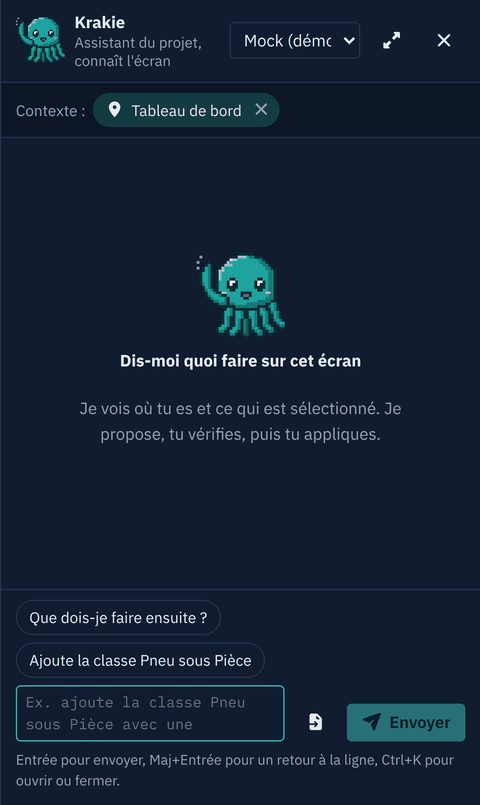 Krakie
Assistant du projet,
connaît l'écran
Mock (démo
Contexte :
Tableau de bord
Dis-moi quoi faire sur cet écran
Je vois où tu es et ce qui est sélectionné. Je
propose, tu vérifies, puis tu appliques.
Que dois-je faire ensuite ?
Ajoute la classe Pneu sous Pièce
Ex. ajoute la classe Pneu
sous Pièce avec une
Envoyer
Entrée pour envoyer, Maj+Entrée pour un retour à la ligne, Ctrl+K pour
ouvrir ou fermer.